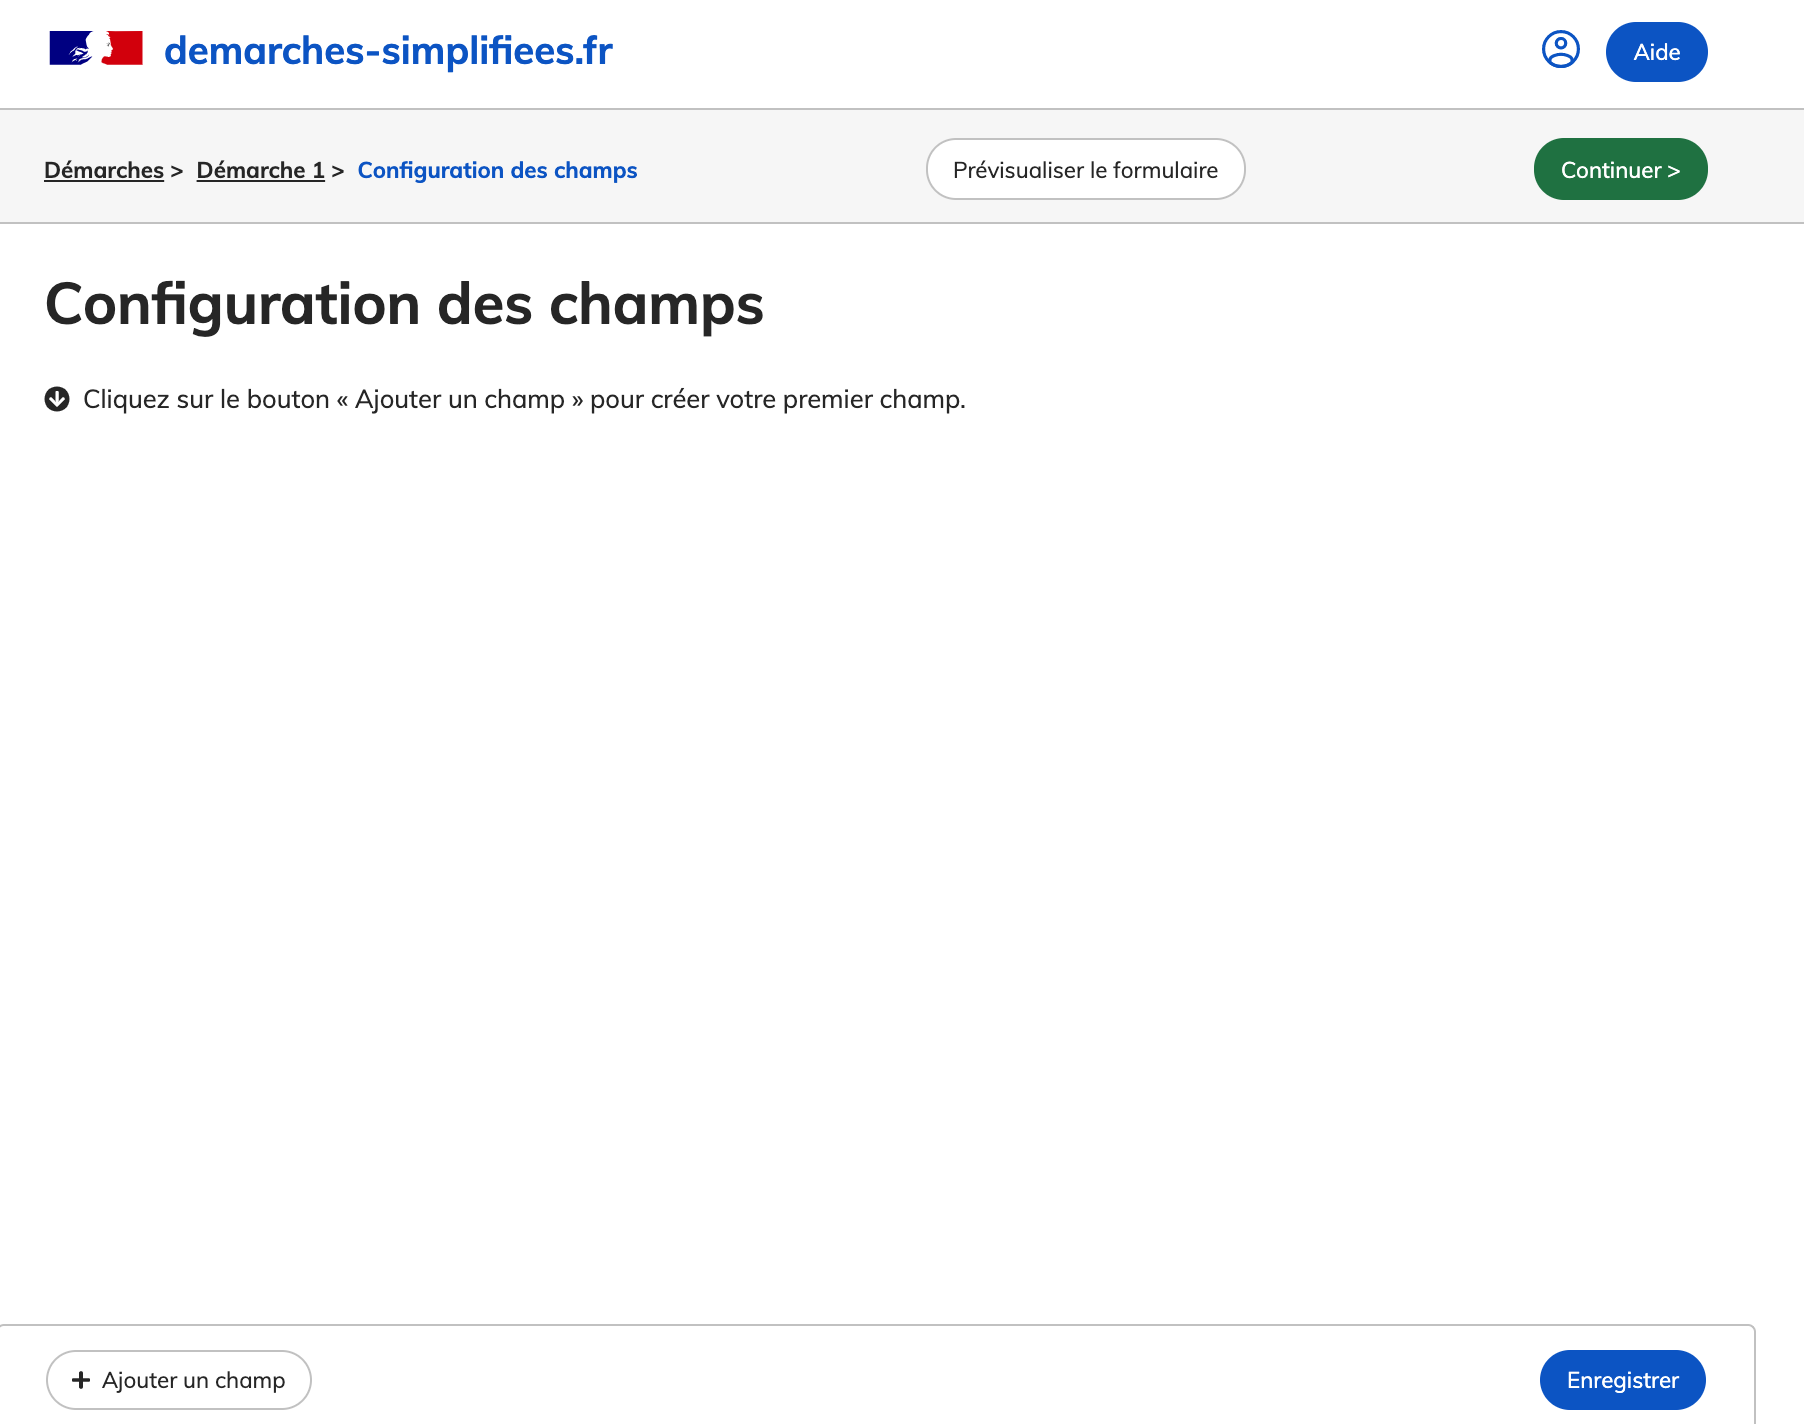 demarches-simplifiees.fr
Aide
Démarches > Démarche 1 > Configuration des champs
Prévisualiser le formulaire
Continuer >
Configuration des champs
Cliquez sur le bouton « Ajouter un champ » pour créer votre premier champ.
+ Ajouter un champ
Enregistrer